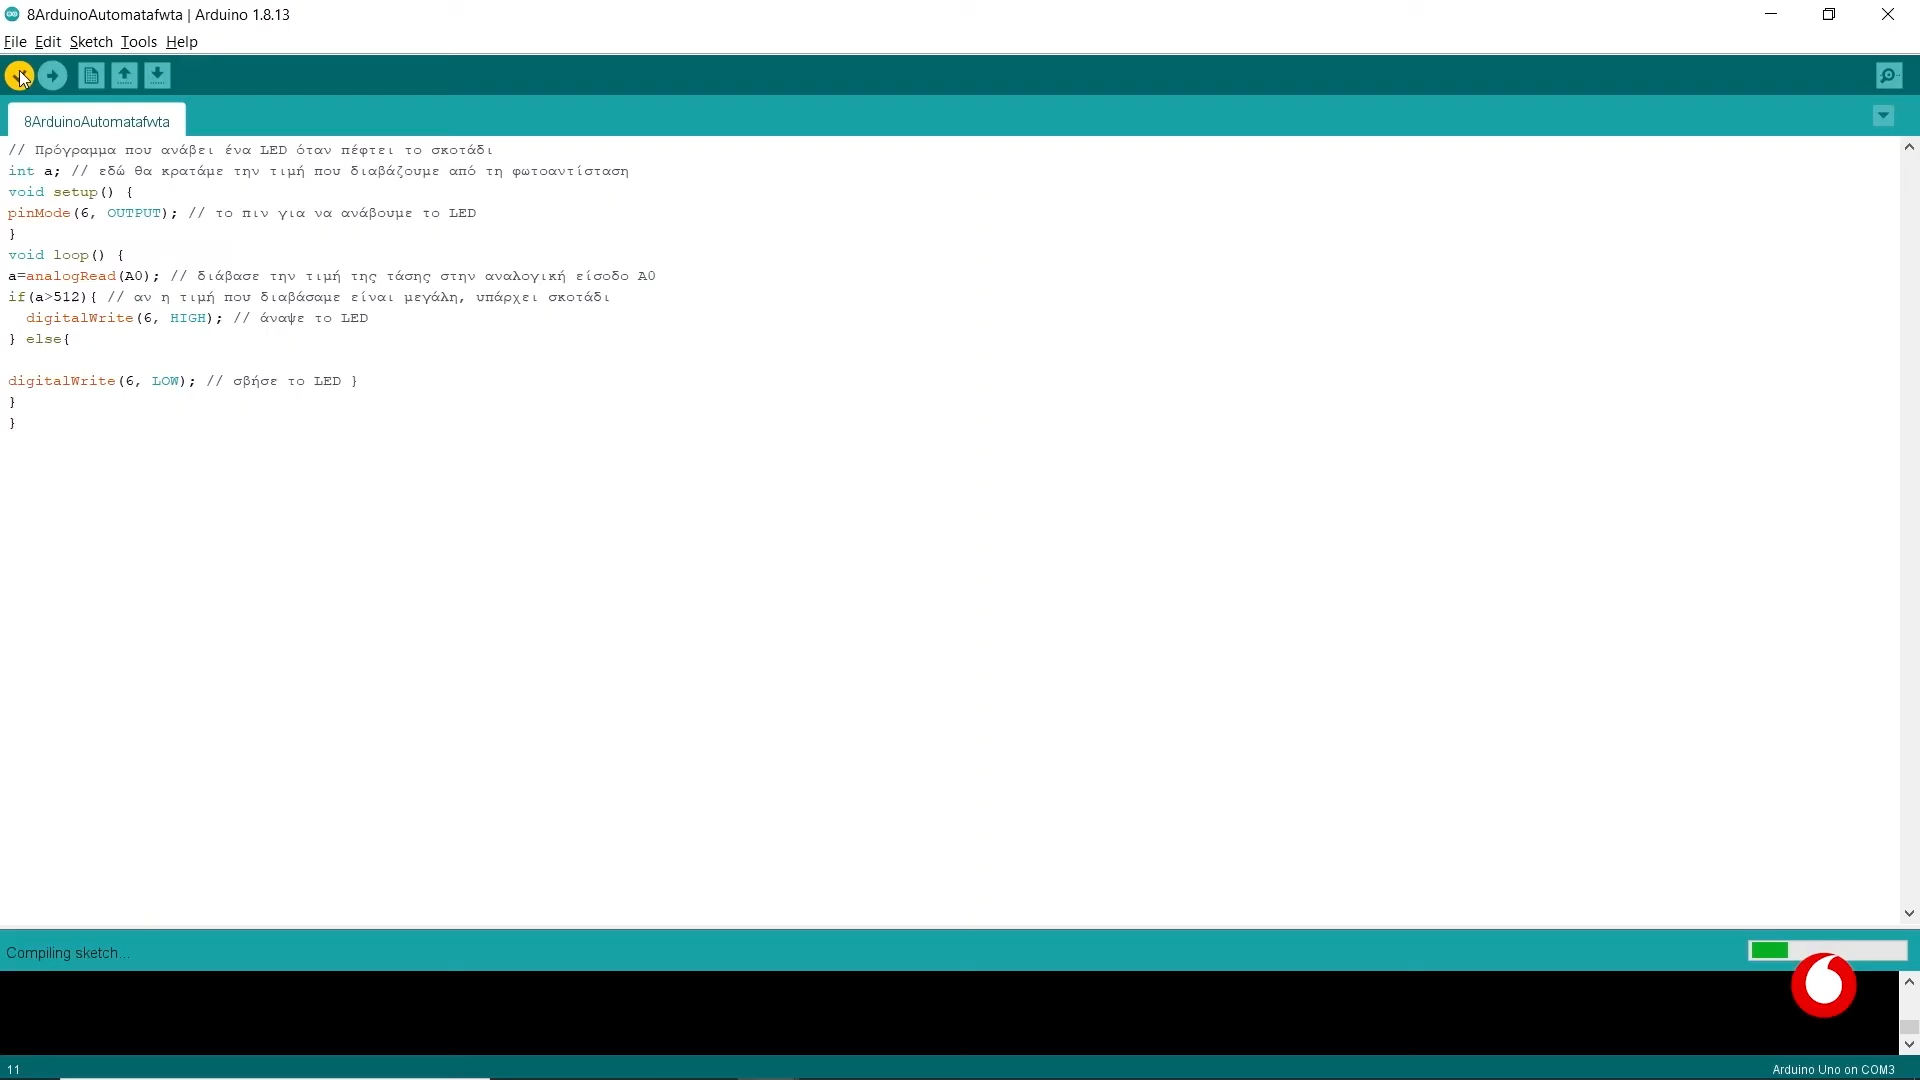 8ArduinoAutomatafwta | Arduino 1.8.13
File Edit Sketch Tools Help
8ArduinoAutomatafwta
// Πρόγραμμα που ανάβει ένα LED όταν πέφτει το σκοτάδι
int a; // εδώ θα κρατάμε την τιμή που διαβάζουμε από τη φωτοαντίσταση
void setup() {
pinMode(6, OUTPUT); // το πιν για να ανάβουμε το LED
}
void loop() {
a=analogRead(A0); // διάβασε την τιμή της τάσης στην αναλογική είσοδο A0
if(a>512){ // αν η τιμή που διαβάσαμε είναι μεγάλη, υπάρχει σκοτάδι
  digitalWrite(6, HIGH); // άναψε το LED
} else{
digitalWrite(6, LOW); // σβήσε το LED }
}
}
Compiling sketch...
11
Arduino Uno on COM3